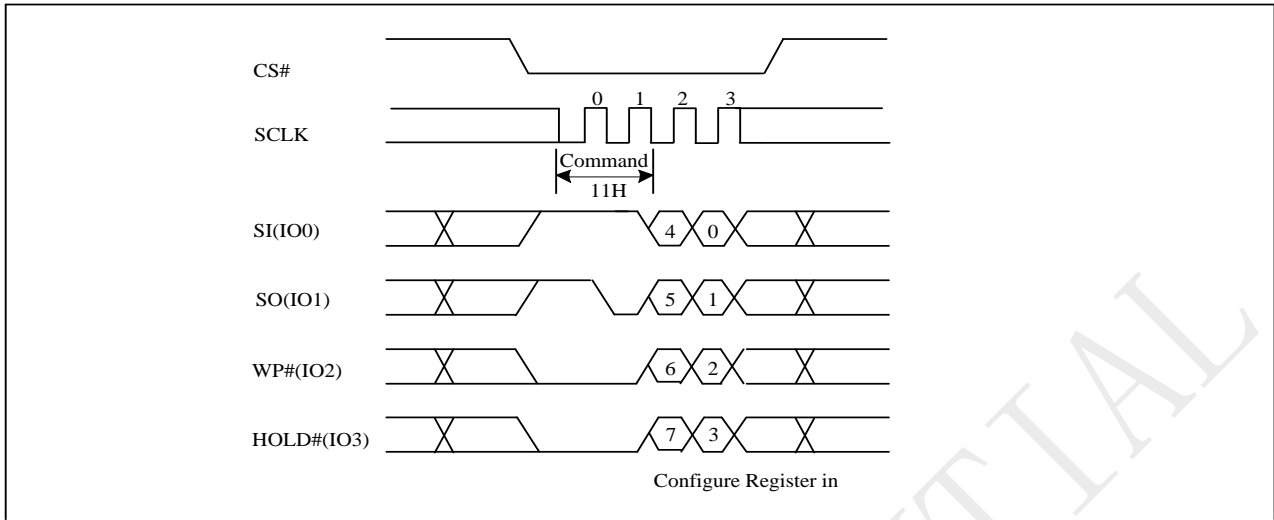 CS#
0 1 2 3
SCLK
Command
11H
SI(IO0) 4 0
SO(IO1) 5 1
WP#(IO2) 6 2
HOLD#(IO3) 7 3
Configure Register in
TIAL